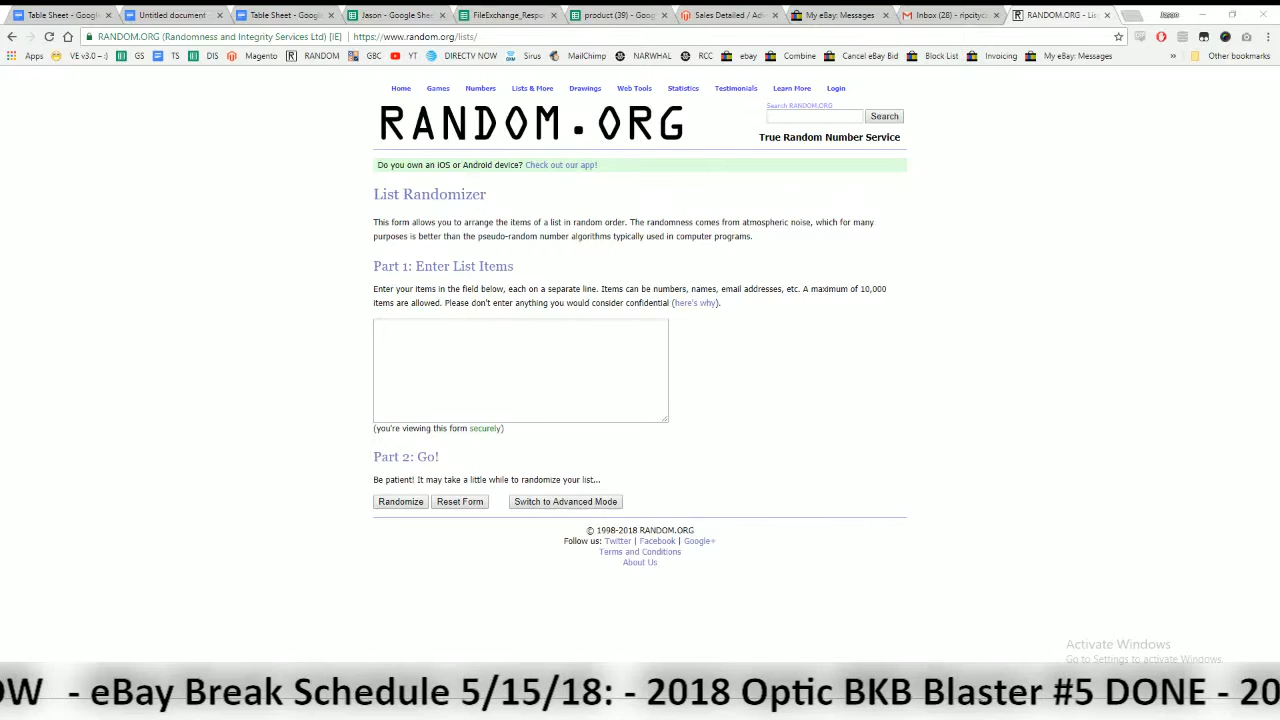 Table Sheet - Googl
Untitled document
Table Sheet - Googl
Jason - Google Shee
FileExchange_Respo
product (39) - Goog
Sales Detailed / Adm
My eBay: Messages
Inbox (28) - ripcityc
RANDOM.ORG - Lis
Jason
RANDOM.ORG (Randomness and Integrity Services Ltd) [IE]
https://www.random.org/lists/
Apps
VE v3.0 --:)
GS
TS
DIS
Magento
RANDOM
GBC
YT
DIRECTV NOW
Sirus
MailChimp
NARWHAL
RCC
ebay
Combine
Cancel eBay Bid
Block List
Invoicing
My eBay: Messages
»
Other bookmarks
Home Games Numbers Lists & More Drawings Web Tools Statistics Testimonials Learn More Login
RANDOM.ORG
Search RANDOM.ORG
Search
True Random Number Service
Do you own an iOS or Android device? Check out our app!
List Randomizer
This form allows you to arrange the items of a list in random order. The randomness comes from atmospheric noise, which for many
purposes is better than the pseudo-random number algorithms typically used in computer programs.
Part 1: Enter List Items
Enter your items in the field below, each on a separate line. Items can be numbers, names, email addresses, etc. A maximum of 10,000
items are allowed. Please don't enter anything you would consider confidential (here's why).
(you're viewing this form securely)
Part 2: Go!
Be patient! It may take a little while to randomize your list...
Randomize Reset Form Switch to Advanced Mode
© 1998-2018 RANDOM.ORG
Follow us: Twitter | Facebook | Google+
Terms and Conditions
About Us
Activate Windows
Go to Settings to activate Windows.
OW - eBay Break Schedule 5/15/18: - 2018 Optic BKB Blaster #5 DONE - 20